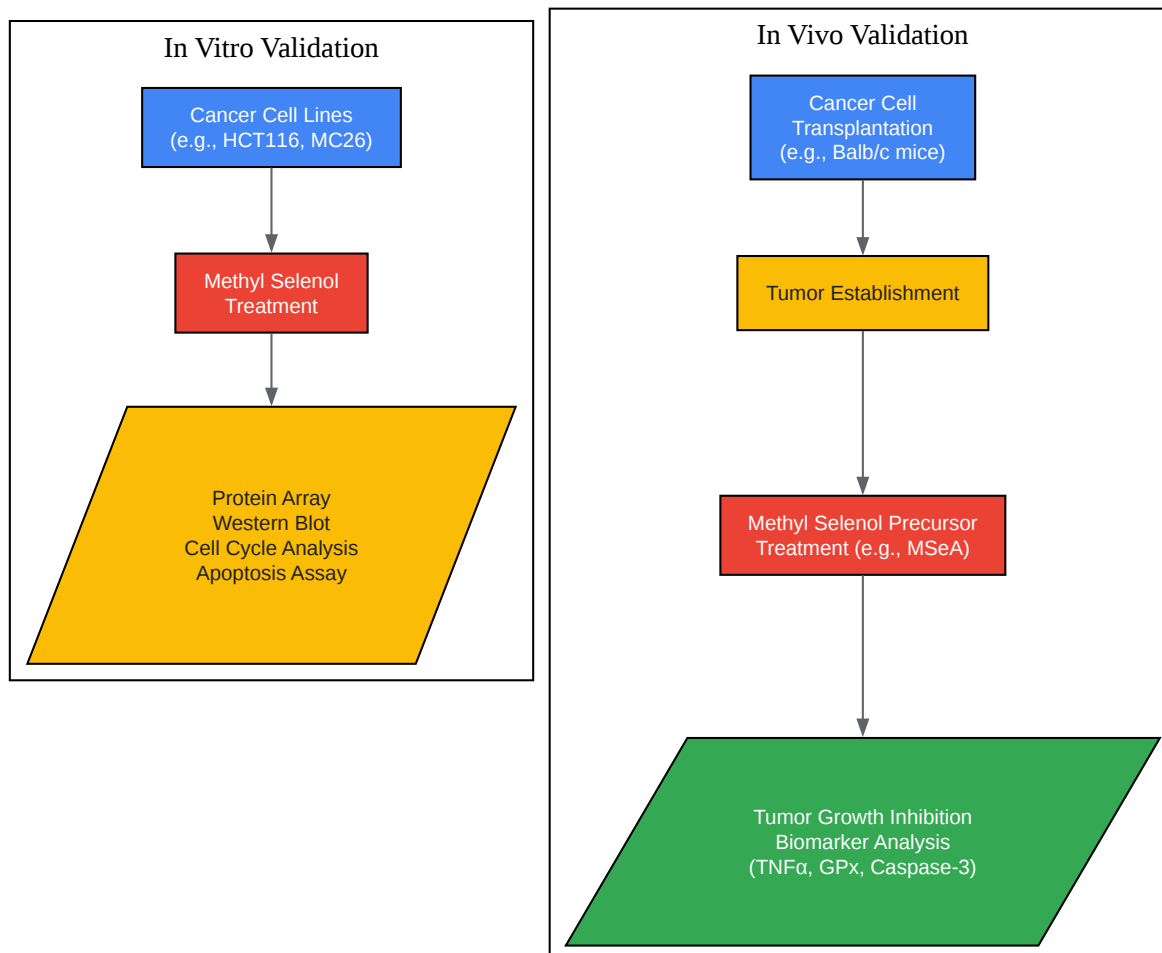 In Vitro Validation
Cancer Cell Lines
(e.g., HCT116, MC26)
Methyl Selenol
Treatment
Protein Array
Western Blot
Cell Cycle Analysis
Apoptosis Assay
In Vivo Validation
Cancer Cell
Transplantation
(e.g., Balb/c mice)
Tumor Establishment
Methyl Selenol Precursor
Treatment (e.g., MSeA)
Tumor Growth Inhibition
Biomarker Analysis
(TNFα, GPx, Caspase-3)